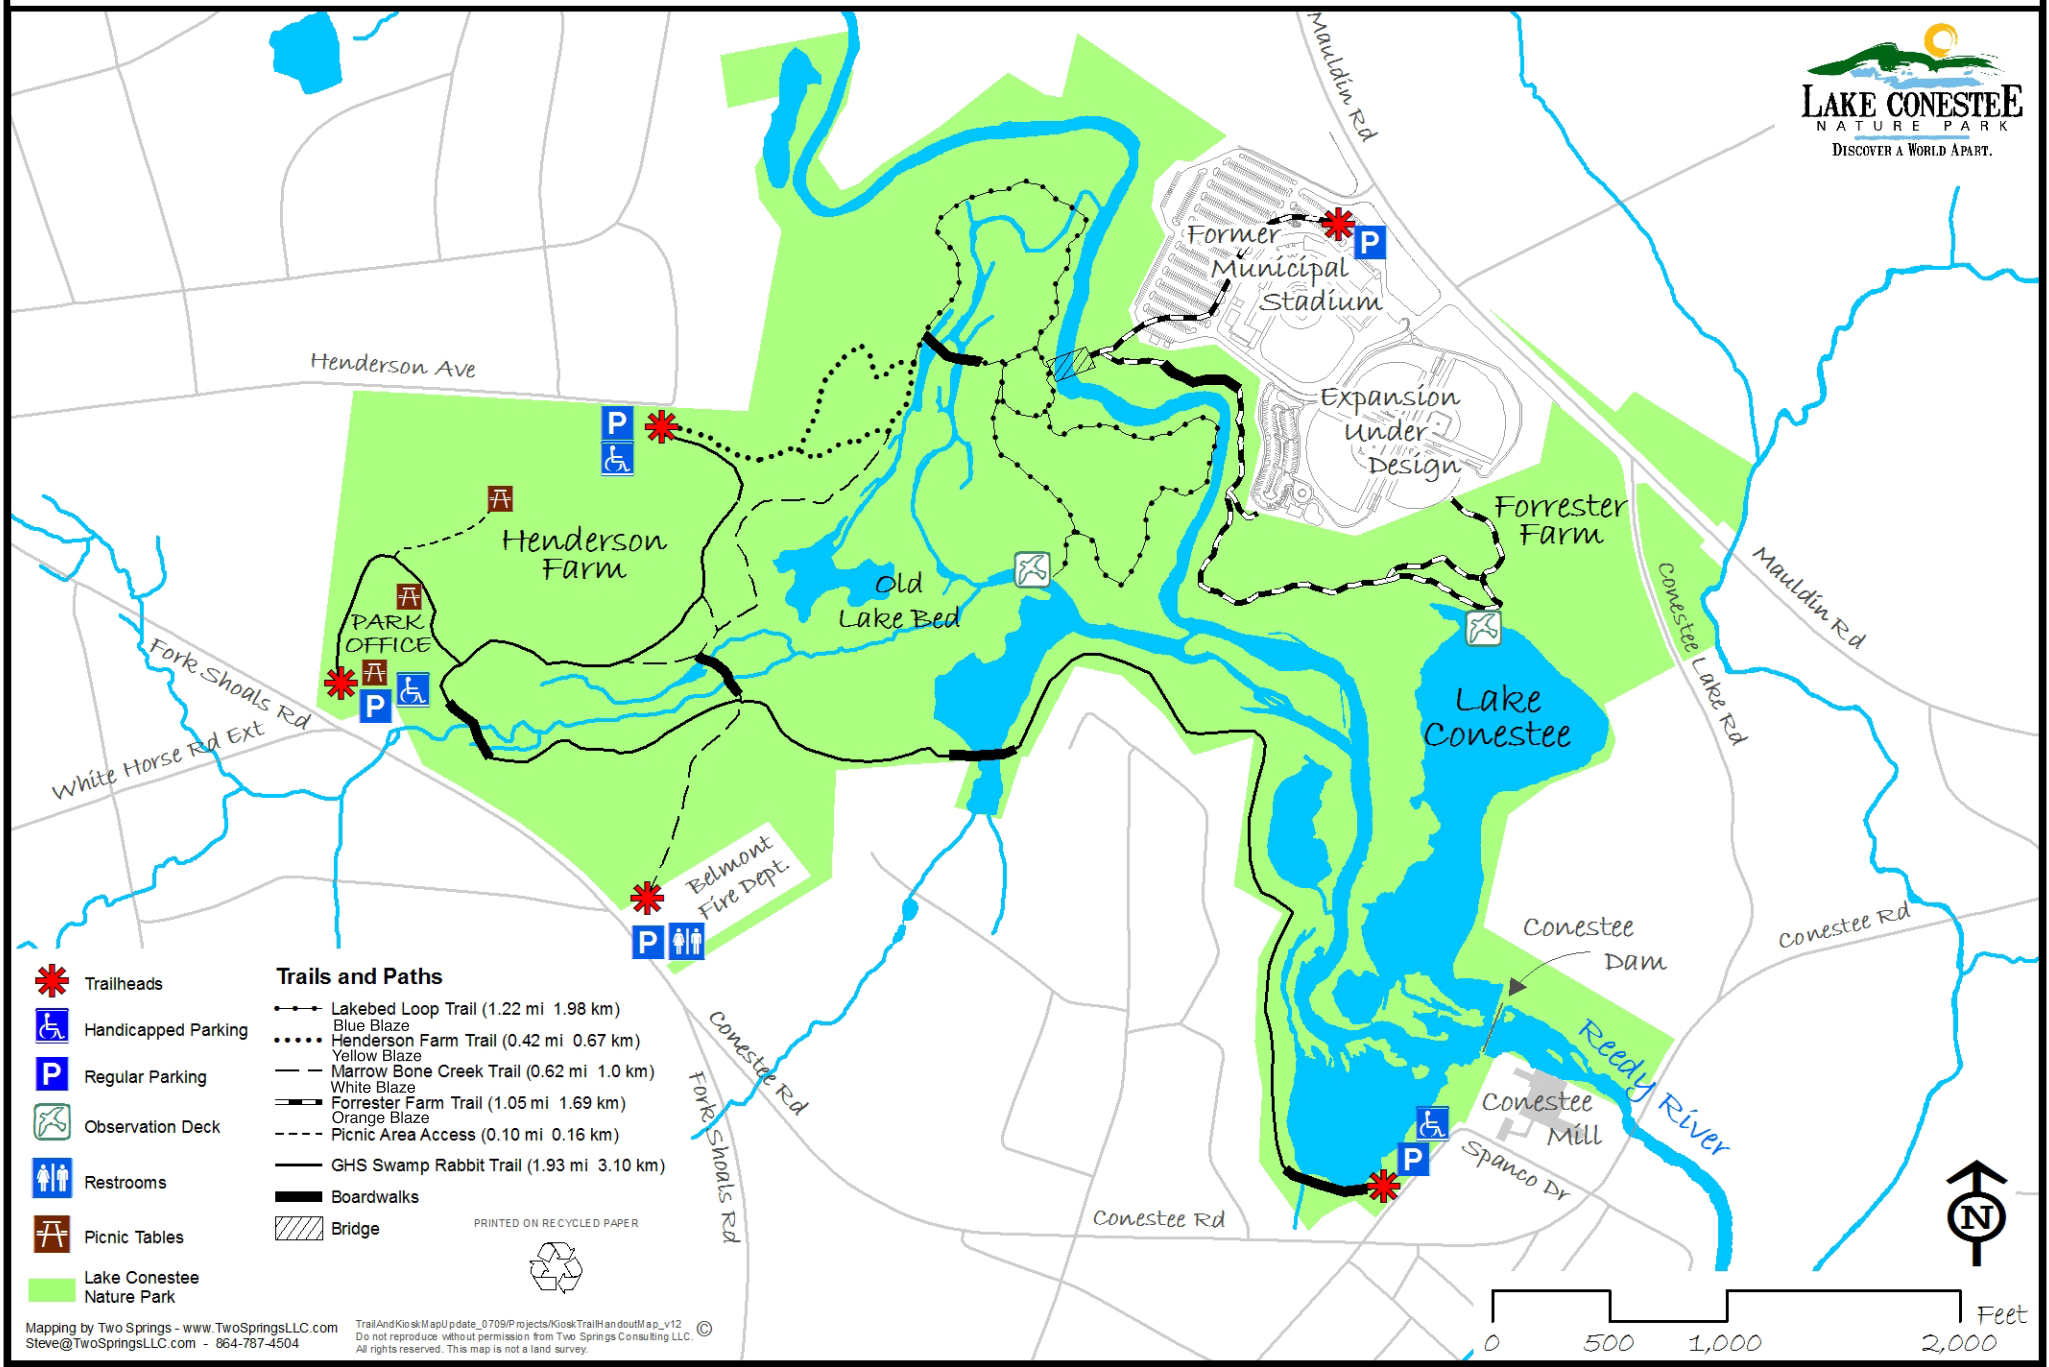 Mauldin Rd
LAKE CONESTEE
NATURE PARK
DISCOVER A WORLD APART.
Former
Municipal
Stadium
P
Henderson Ave
P
Expansion
Under
Design
Henderson
Farm
Forrester
Farm
Mauldin Rd
Conestee Lake Rd
Old
Lake Bed
PARK
OFFICE
P
Fork Shoals Rd
White Horse Rd Ext
Lake
Conestee
Belmont
Fire Dept.
P
Conestee
Dam
Conestee Rd
Reedy River
Conestee
Mill
P
Spanco Dr
Conestee Rd
Fork Shoals Rd
Conestee Rd
Trailheads
Handicapped Parking
P Regular Parking
Observation Deck
Restrooms
Picnic Tables
Lake Conestee
Nature Park
Trails and Paths
Lakebed Loop Trail (1.22 mi 1.98 km)
Blue Blaze
Henderson Farm Trail (0.42 mi 0.67 km)
Yellow Blaze
Marrow Bone Creek Trail (0.62 mi 1.0 km)
White Blaze
Forrester Farm Trail (1.05 mi 1.69 km)
Orange Blaze
Picnic Area Access (0.10 mi 0.16 km)
GHS Swamp Rabbit Trail (1.93 mi 3.10 km)
Boardwalks
Bridge
PRINTED ON RECYCLED PAPER
Mapping by Two Springs - www.TwoSpringsLLC.com
Steve@TwoSpringsLLC.com - 864-787-4504
TrailAndKioskMapUpdate_0709/Projects/KioskTrailHandoutMap_v12
Do not reproduce without permission from Two Springs Consulting LLC. ©
All rights reserved. This map is not a land survey.
N
Feet
0 500 1,000 2,000